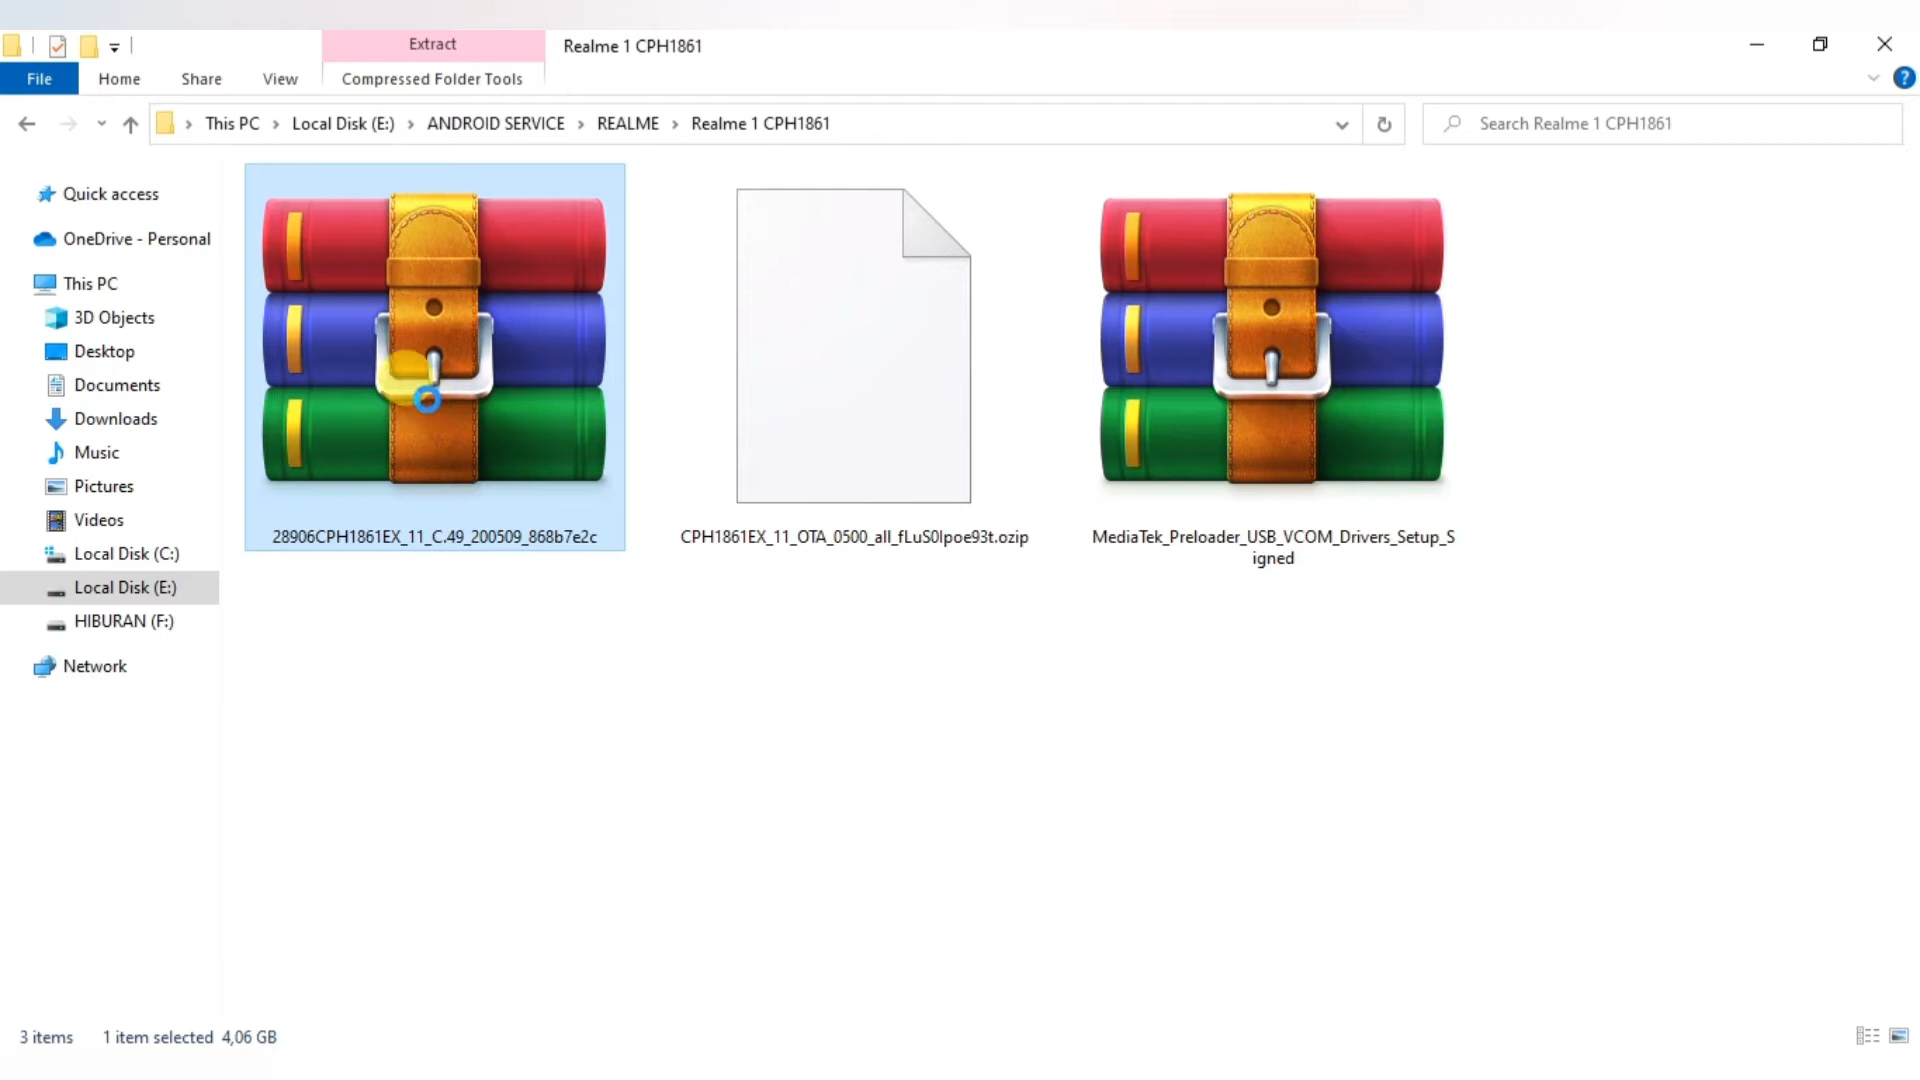 Extract
Realme 1 CPH1861
File
Home
Share
View
Compressed Folder Tools
This PC
Local Disk (E:)
ANDROID SERVICE
REALME
Realme 1 CPH1861
Search Realme 1 CPH1861
Quick access
OneDrive - Personal
This PC
3D Objects
Desktop
Documents
Downloads
Music
Pictures
Videos
Local Disk (C:)
Local Disk (E:)
HIBURAN (F:)
Network
28906CPH1861EX_11_C.49_200509_868b7e2c
CPH1861EX_11_OTA_0500_all_fLuS0lpoe93t.ozip
MediaTek_Preloader_USB_VCOM_Drivers_Setup_S
igned
3 items
1 item selected 4,06 GB